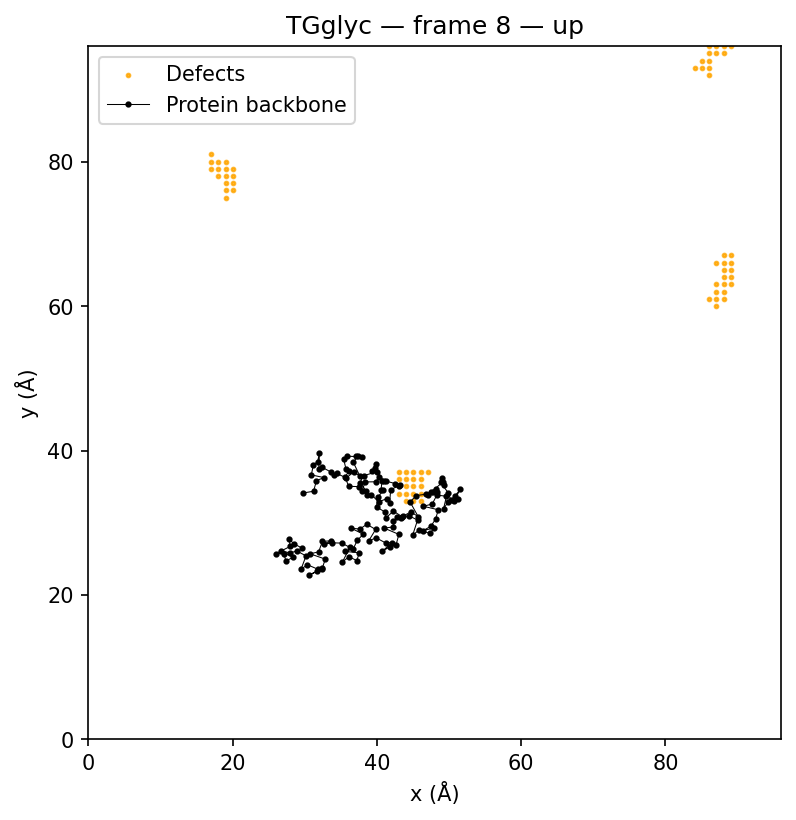 TGglyc — frame 8 — up
Defects
Protein backbone
80
60
40
20
0
y (Å)
0 20 40 60 80
x (Å)